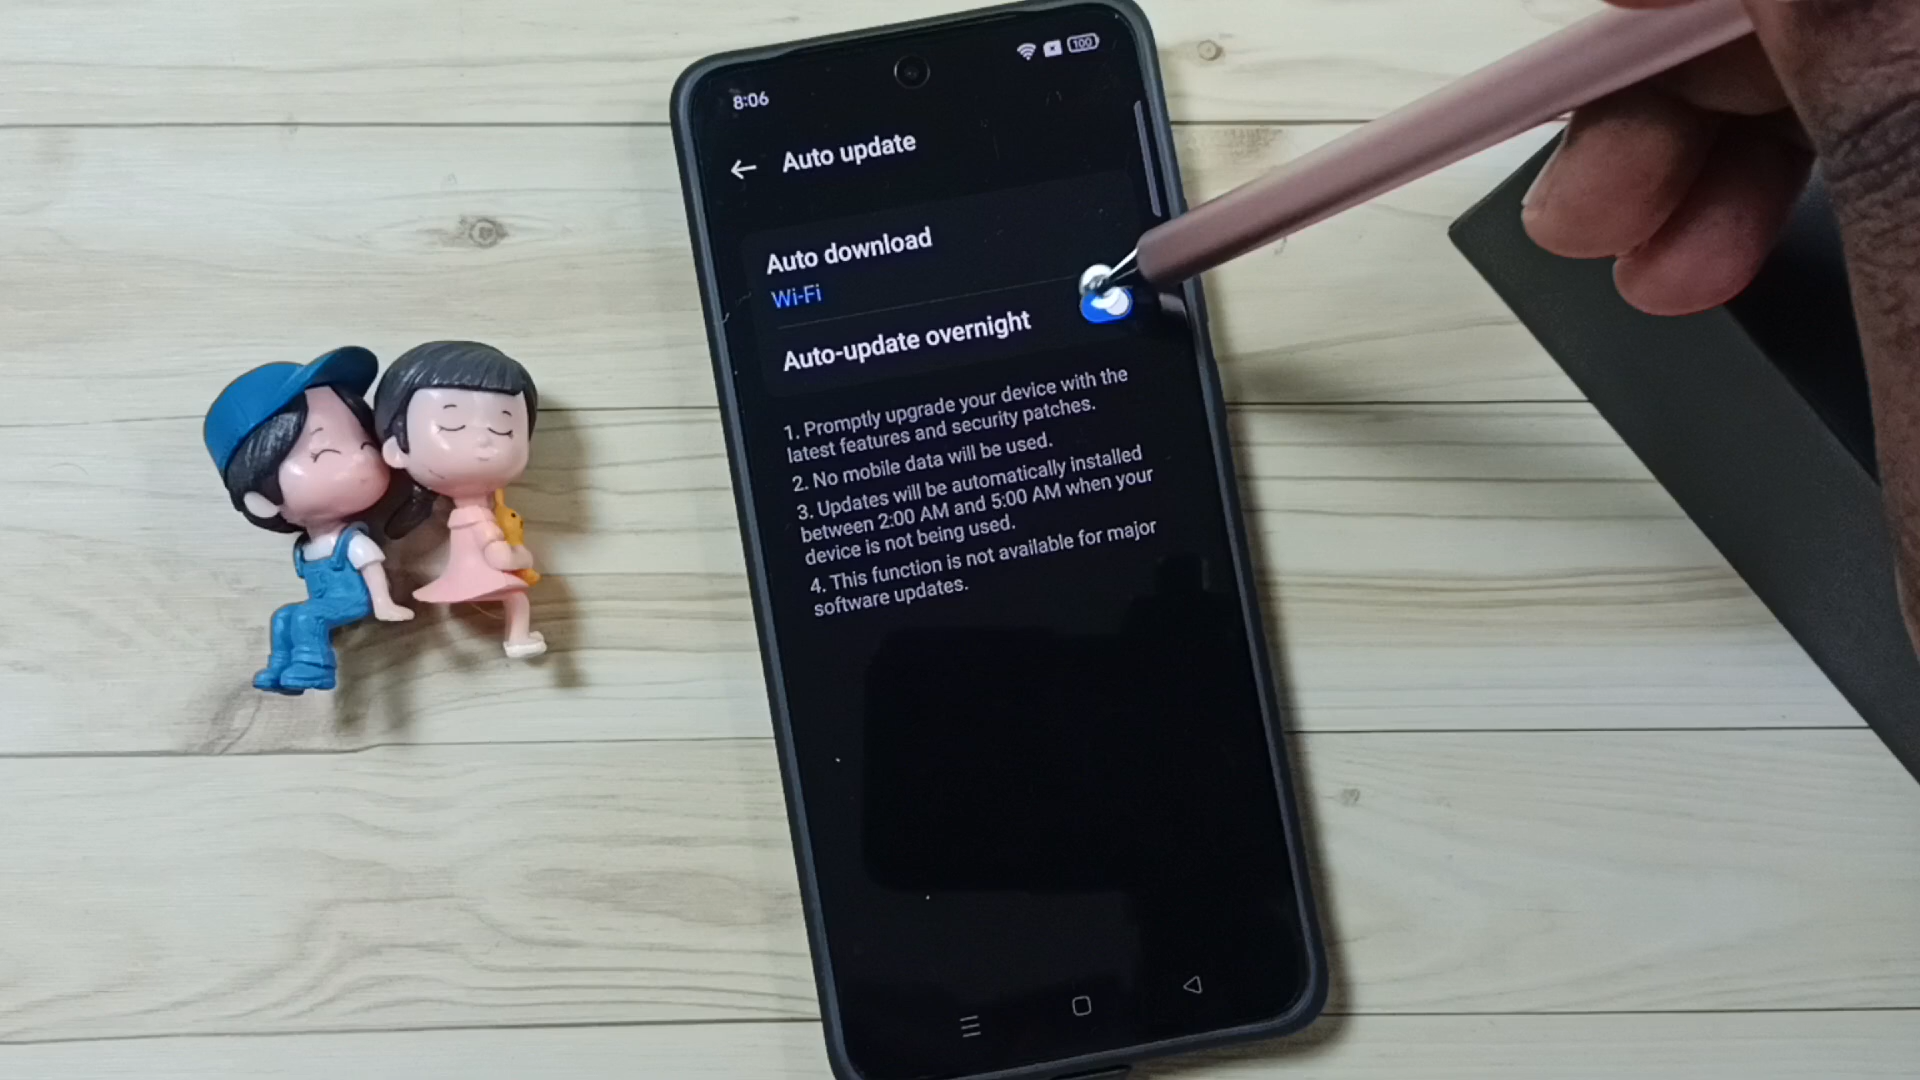 8:06
100
Auto update
Auto download
Wi-Fi
Auto-update overnight
1. Promptly upgrade your device with the
latest features and security patches.
2. No mobile data will be used.
3. Updates will be automatically installed
between 2:00 AM and 5:00 AM when your
device is not being used.
4. This function is not available for major
software updates.